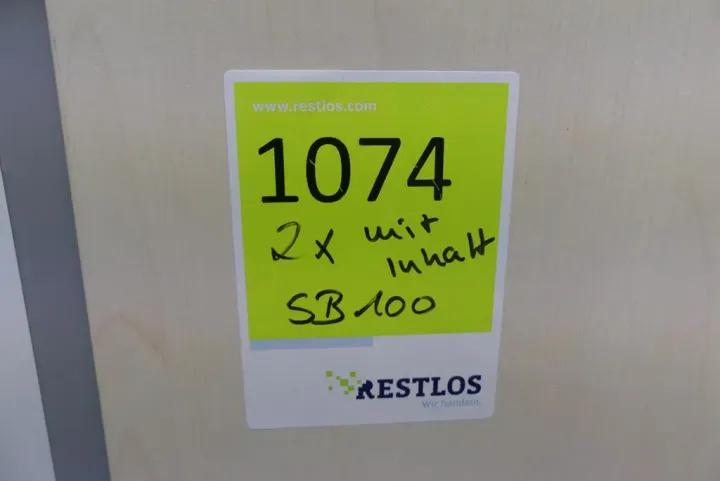 www.restlos.com
1074
2x mit
Inhalt
SB 100
RESTLOS
Wir handeln.